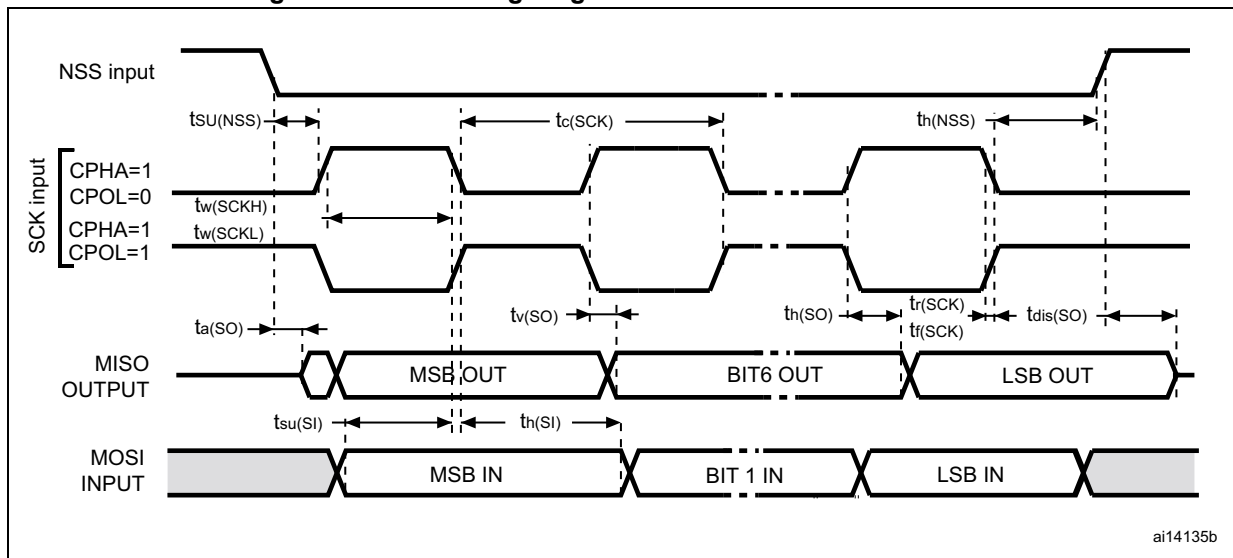 NSS input
tSU(NSS)
tc(SCK)
th(NSS)
SCK input
CPHA=1
CPOL=0
tw(SCKH)
CPHA=1
tw(SCKL)
CPOL=1
ta(SO)
tv(SO)
th(SO)
tr(SCK)
tf(SCK)
tdis(SO)
MISO
OUTPUT
MSB OUT
BIT6 OUT
LSB OUT
tsu(SI)
th(SI)
MOSI
INPUT
MSB IN
BIT 1 IN
LSB IN
ai14135b